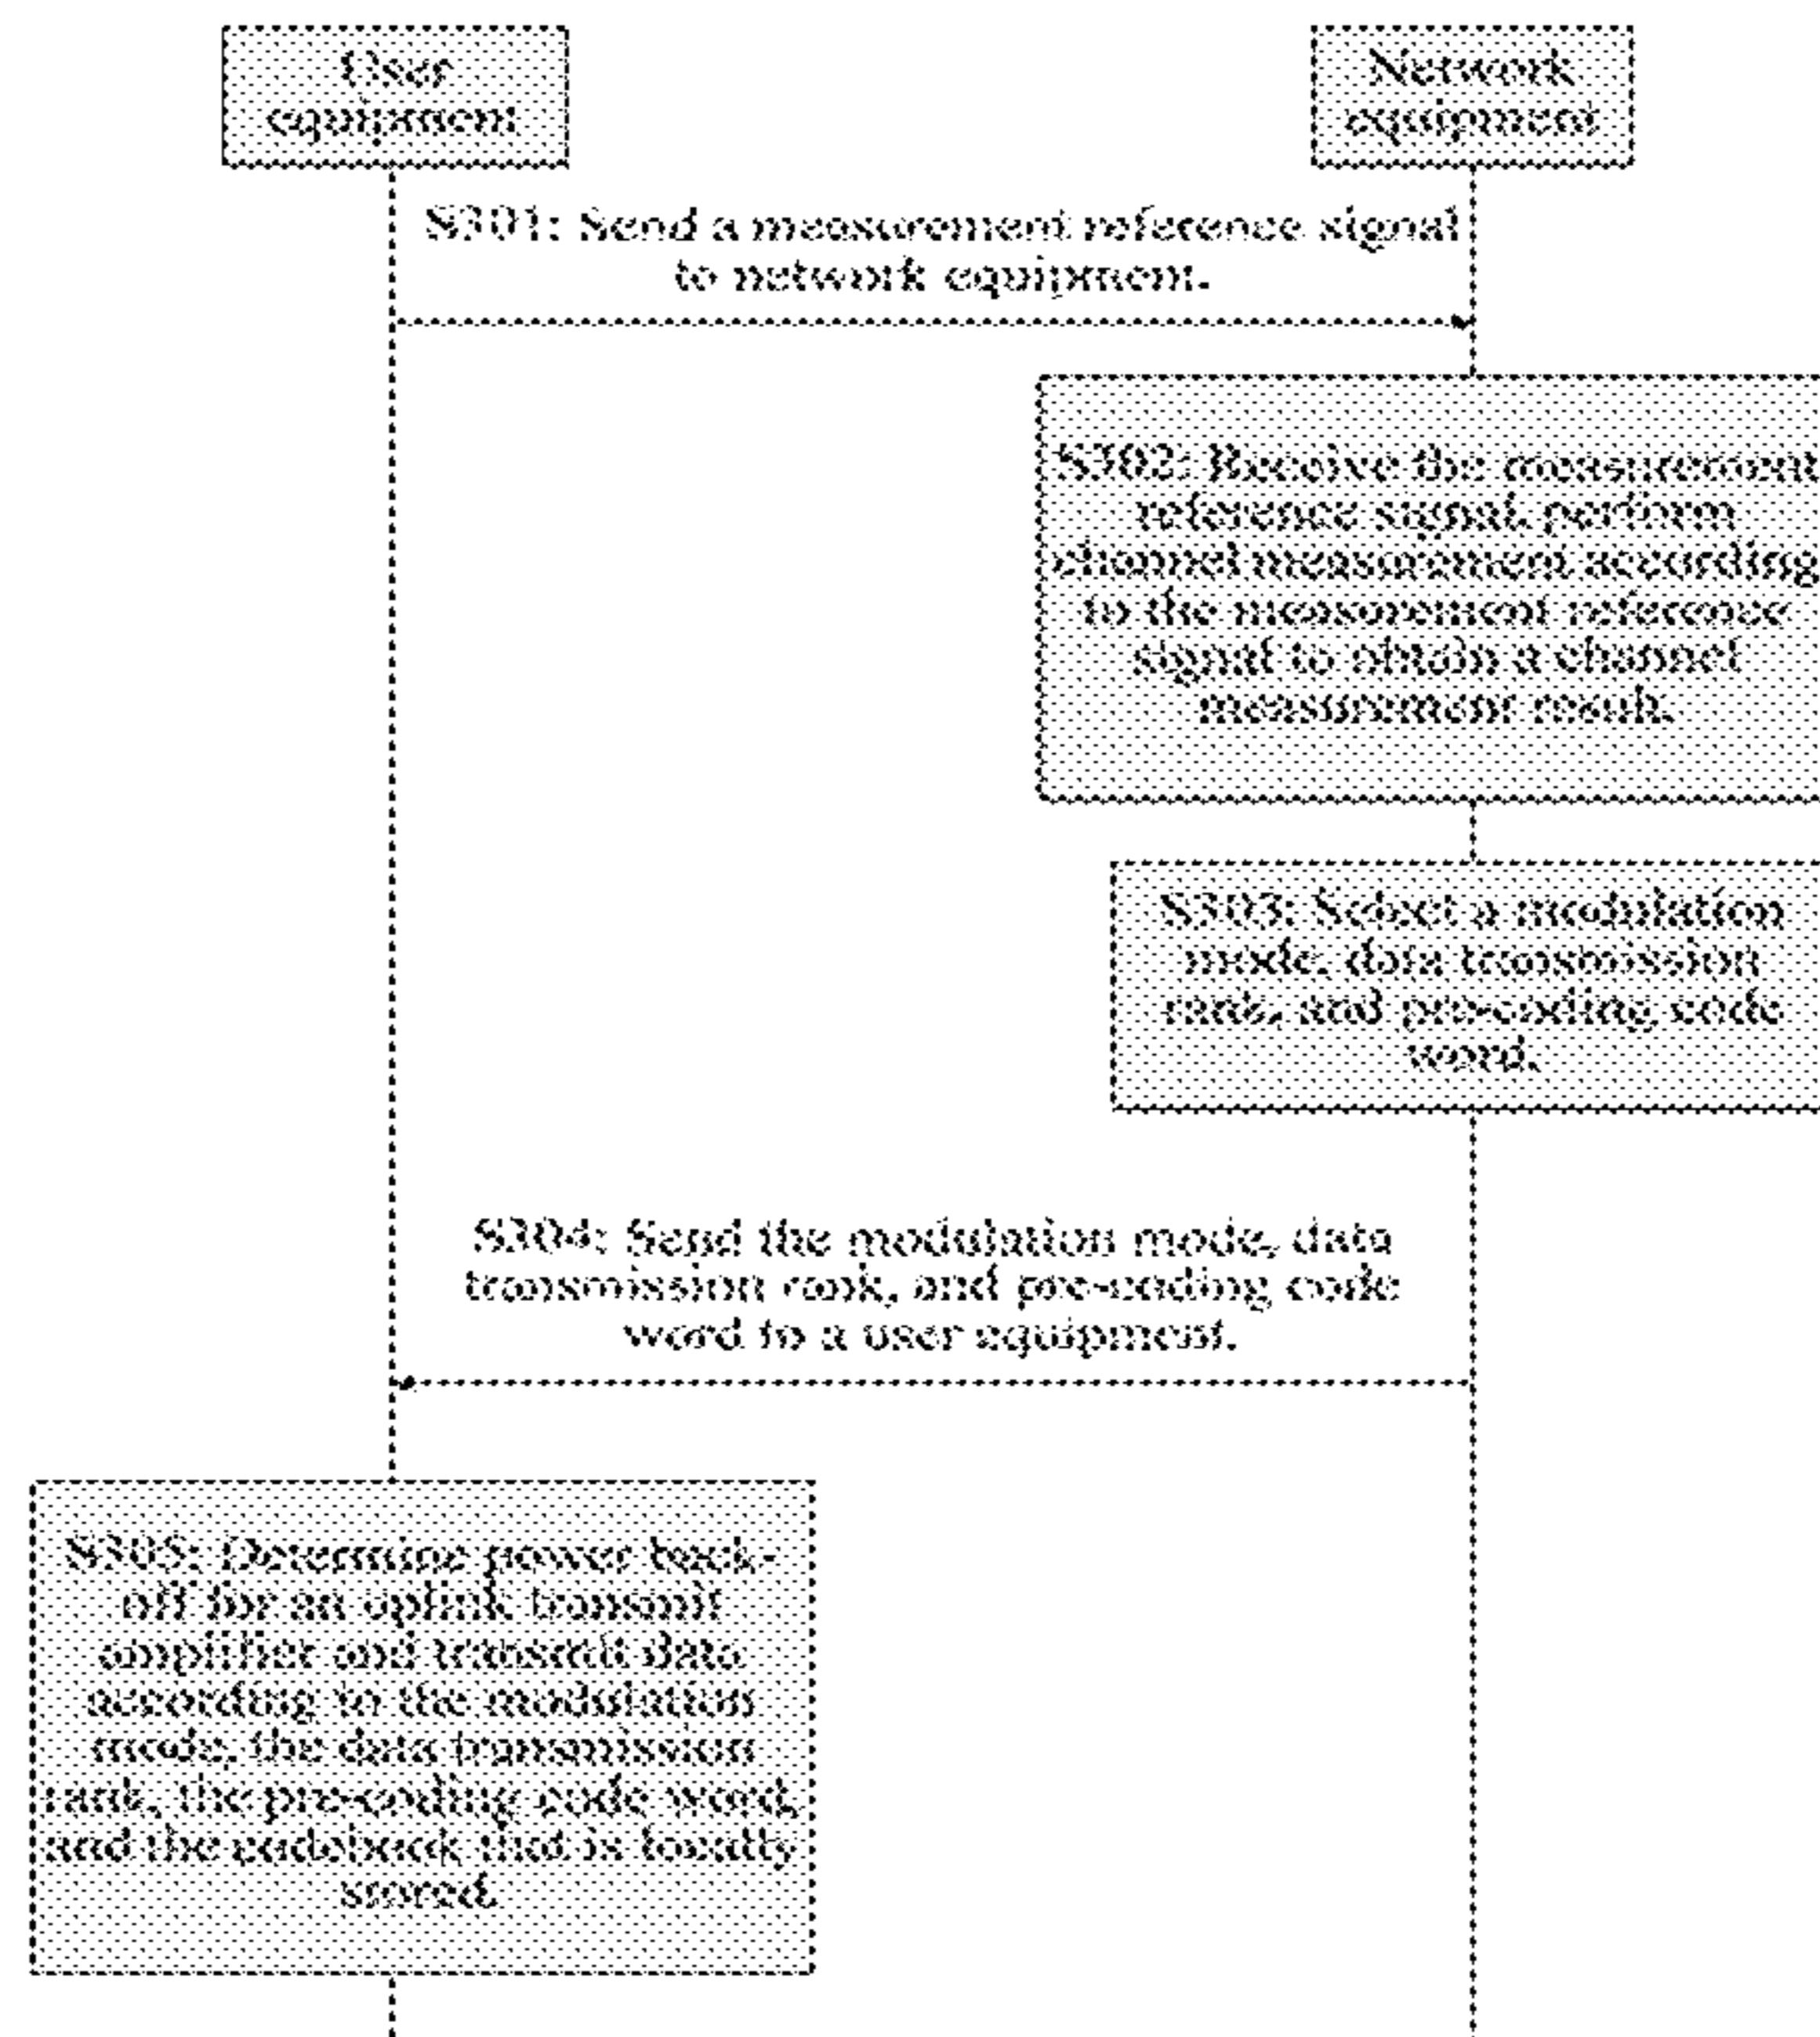 User
equipment
Network
equipment
S301: Send a measurement reference signal
to network equipment.
S302: Receive the measurement
reference signal, perform
channel measurement according
to the measurement reference
signal to obtain a channel
measurement result.
S303: Select a modulation
mode, data transmission
rank, and pre-coding code
word.
S304: Send the modulation mode, data
transmission rank, and pre-coding code
word to a user equipment.
S305: Determine power back-
off for an uplink transmit
amplifier and transmit data
according to the modulation
mode, the data transmission
rank, the pre-coding code word,
and the codebook that is locally
stored.